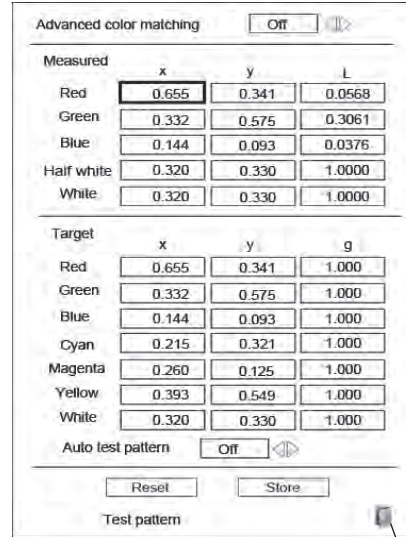 Advanced color matching Off
Measured
x y L
Red 0.655 0.341 0.0568
Green 0.332 0.575 0.3061
Blue 0.144 0.093 0.0376
Half white 0.320 0.330 1.0000
White 0.320 0.330 1.0000
Target
x y g
Red 0.655 0.341 1.000
Green 0.332 0.575 1.000
Blue 0.144 0.093 1.000
Cyan 0.215 0.321 1.000
Magenta 0.260 0.125 1.000
Yellow 0.393 0.549 1.000
White 0.320 0.330 1.000
Auto test pattern Off
Reset Store
Test pattern